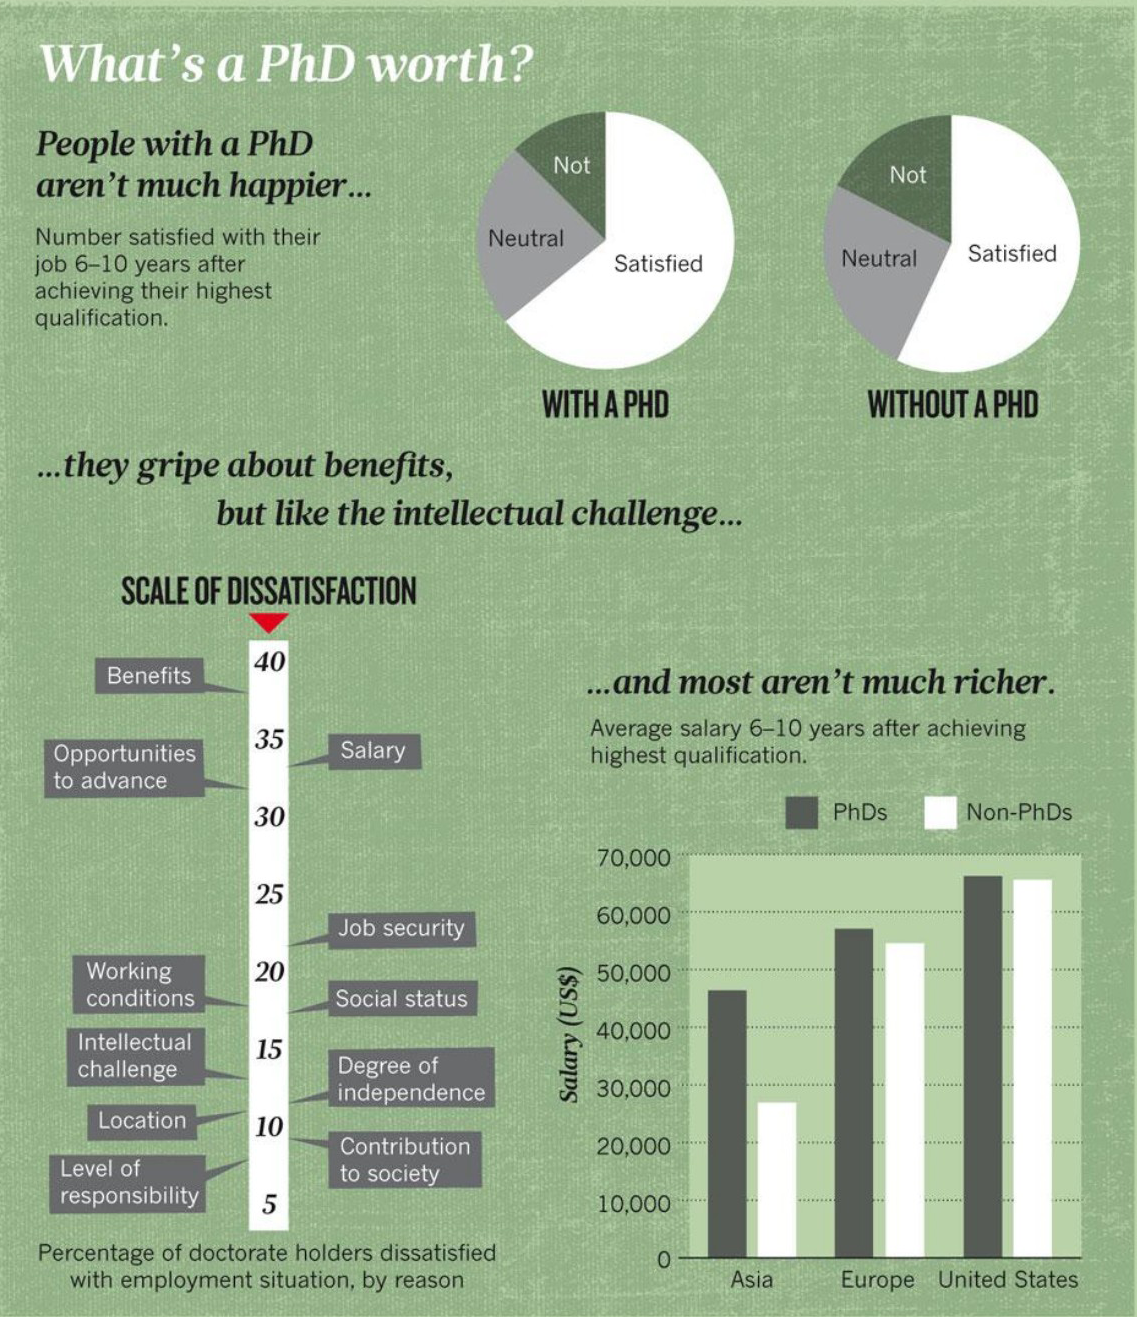 What's a PhD worth?
People with a PhD
aren't much happier...
Number satisfied with their
job 6–10 years after
achieving their highest
qualification.
Not
Neutral
Satisfied
WITH A PHD
Not
Neutral
Satisfied
WITHOUT A PHD
...they gripe about benefits,
but like the intellectual challenge...
SCALE OF DISSATISFACTION
40
Benefits
35
Salary
Opportunities
to advance
30
25
Job security
20
Working
conditions
Social status
15
Intellectual
challenge
Degree of
independence
Location
10
Contribution
to society
Level of
responsibility
5
Percentage of doctorate holders dissatisfied
with employment situation, by reason
...and most aren't much richer.
Average salary 6–10 years after achieving
highest qualification.
PhDs
Non-PhDs
Salary (US$)
70,000
60,000
50,000
40,000
30,000
20,000
10,000
0
Asia
Europe
United States